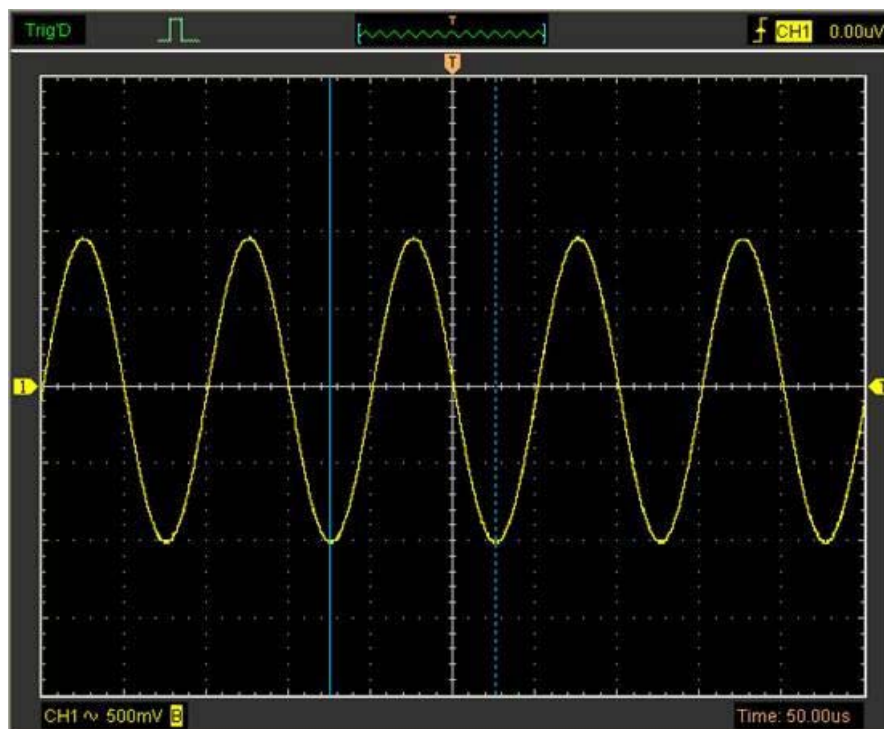 Trig'D
T
CH1 0.00uV
T
1
CH1 ∿ 500mV B
Time: 50.00us